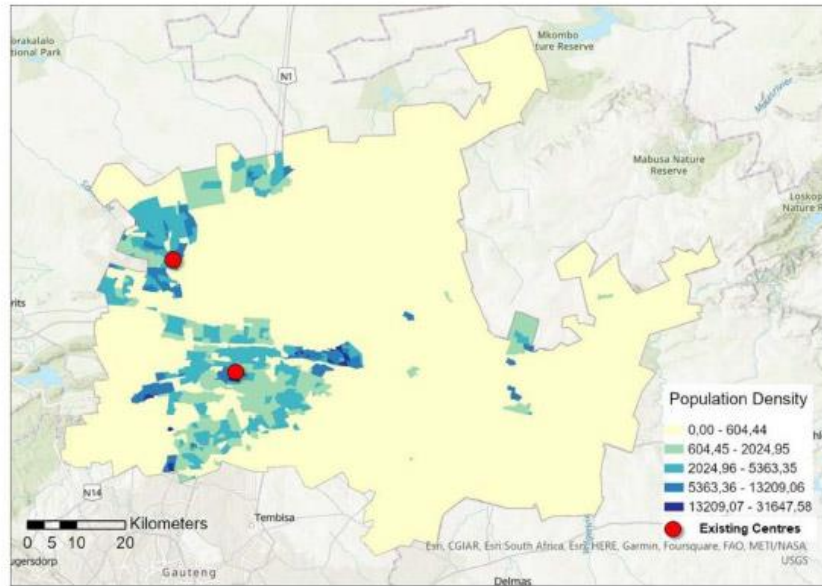 orakalalo
tional Park
N1
Mkombo
ture Reserve
Mabusa Nature
Reserve
Loskop
Nature R
rits
Population Density
0,00 - 604,44
604,45 - 2024,95
2024,96 - 5363,35
5363,36 - 13209,06
13209,07 - 31647,58
Existing Centres
N14
Kilometers
0 5 10 20
Tembisa
ugersdorp
Gauteng
Delmas
Esri, CGIAR, Esri South Africa, Esri, HERE, Garmin, Foursquare, FAO, METI/NASA,
USGS